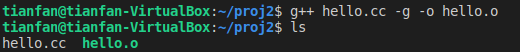 tianfan@tianfan-VirtualBox:~/proj2$ g++ hello.cc -g -o hello.o
tianfan@tianfan-VirtualBox:~/proj2$ ls
hello.cc  hello.o